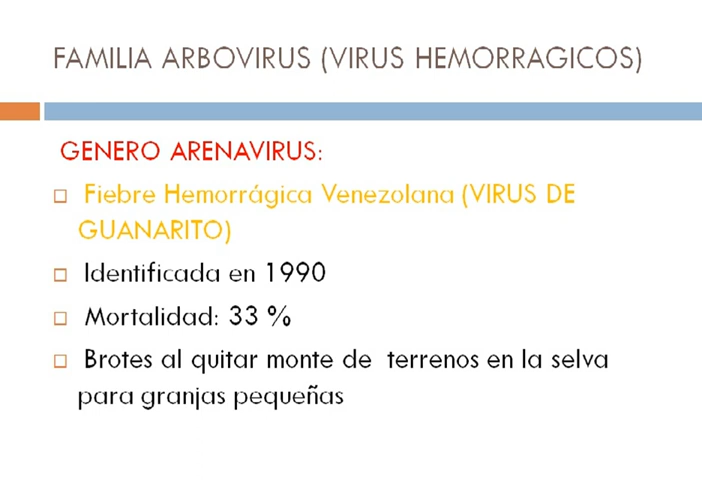 FAMILIA ARBOVIRUS (VIRUS HEMORRAGICOS)
GENERO ARENAVIRUS:
Fiebre Hemorrágica Venezolana (VIRUS DE
GUANARITO)
Identificada en 1990
Mortalidad: 33 %
Brotes al quitar monte de terrenos en la selva
para granjas pequeñas